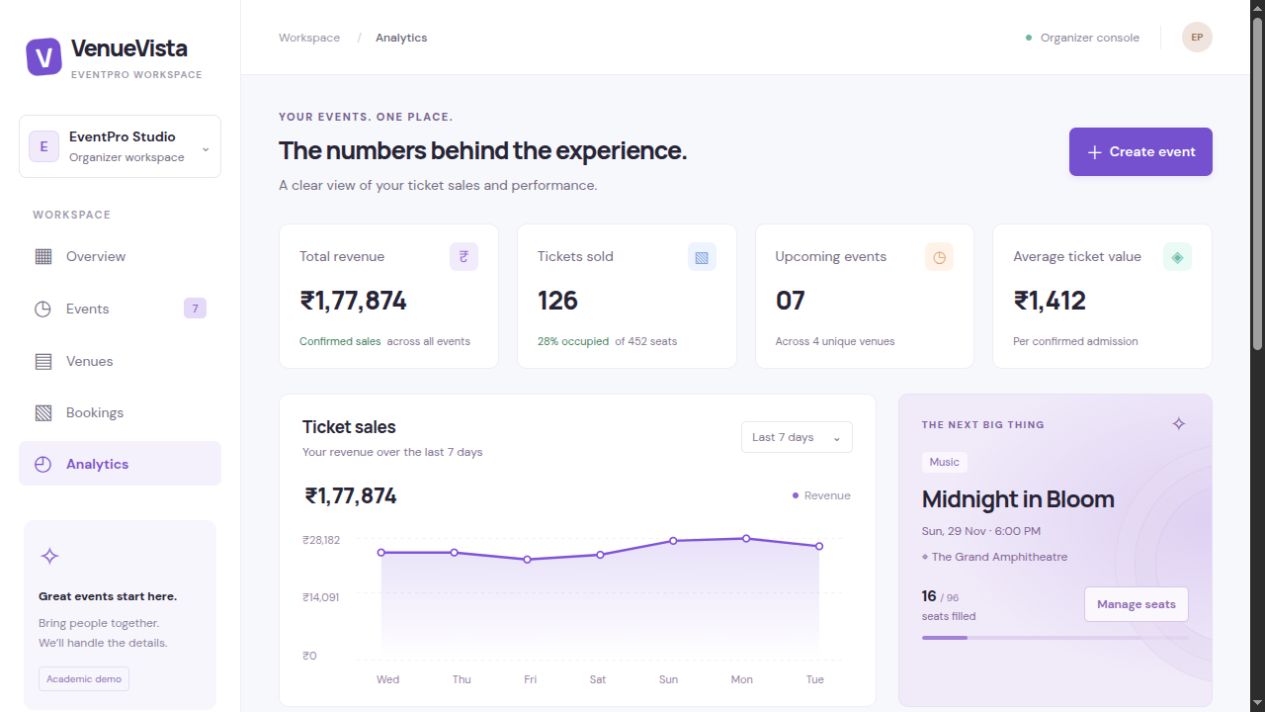 V
VenueVista
EVENTPRO WORKSPACE
E
EventPro Studio
Organizer workspace
WORKSPACE
Overview
Events
7
Venues
Bookings
Analytics
Great events start here.
Bring people together.
We'll handle the details.
Academic demo
Workspace / Analytics
Organizer console
EP
YOUR EVENTS. ONE PLACE.
The numbers behind the experience.
A clear view of your ticket sales and performance.
+ Create event
Total revenue
₹
₹1,77,874
Confirmed sales across all events
Tickets sold
126
28% occupied of 452 seats
Upcoming events
07
Across 4 unique venues
Average ticket value
₹1,412
Per confirmed admission
Ticket sales
Your revenue over the last 7 days
Last 7 days
₹1,77,874
Revenue
₹28,182
₹14,091
₹0
Wed Thu Fri Sat Sun Mon Tue
THE NEXT BIG THING
Music
Midnight in Bloom
Sun, 29 Nov · 6:00 PM
The Grand Amphitheatre
16 / 96
seats filled
Manage seats